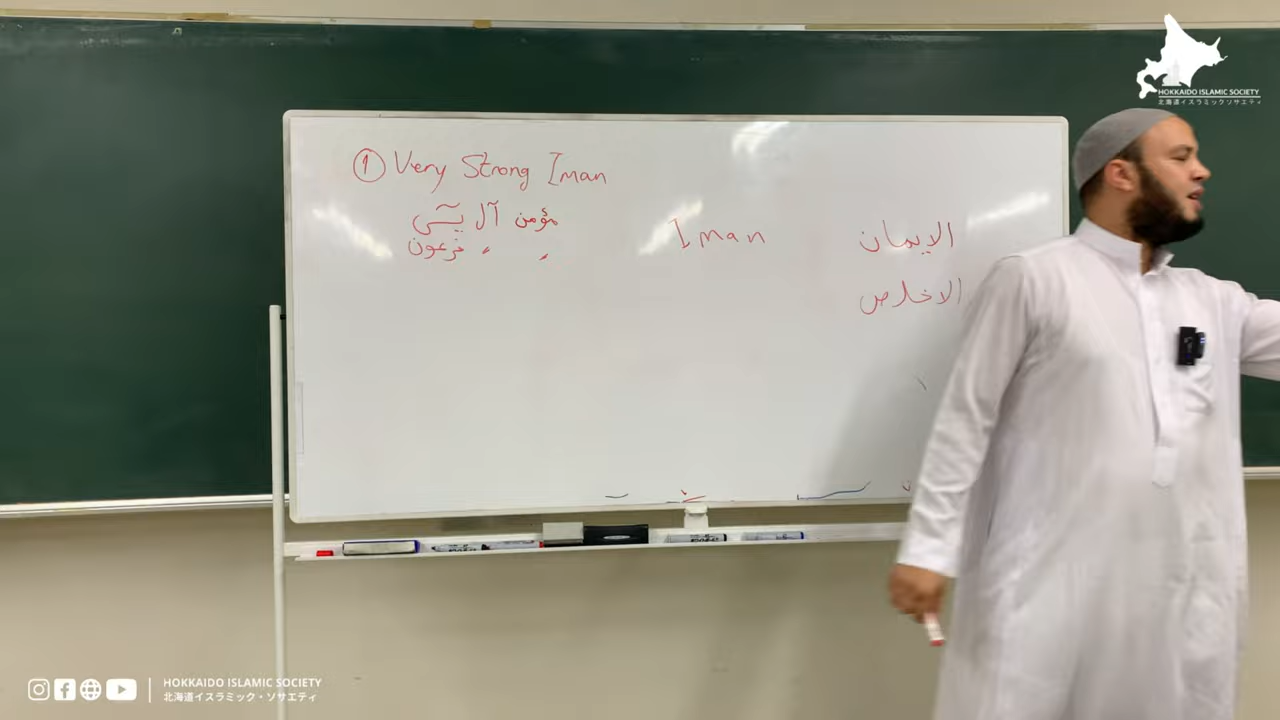 HOKKAIDO ISLAMIC SOCIETY
北海道イスラミックソサエティ
① Very Strong Iman
مؤمن آل يـٓس
〃 〃 فرعون
Iman
الايمان
الاخلاص
HOKKAIDO ISLAMIC SOCIETY
北海道イスラミック・ソサエティ